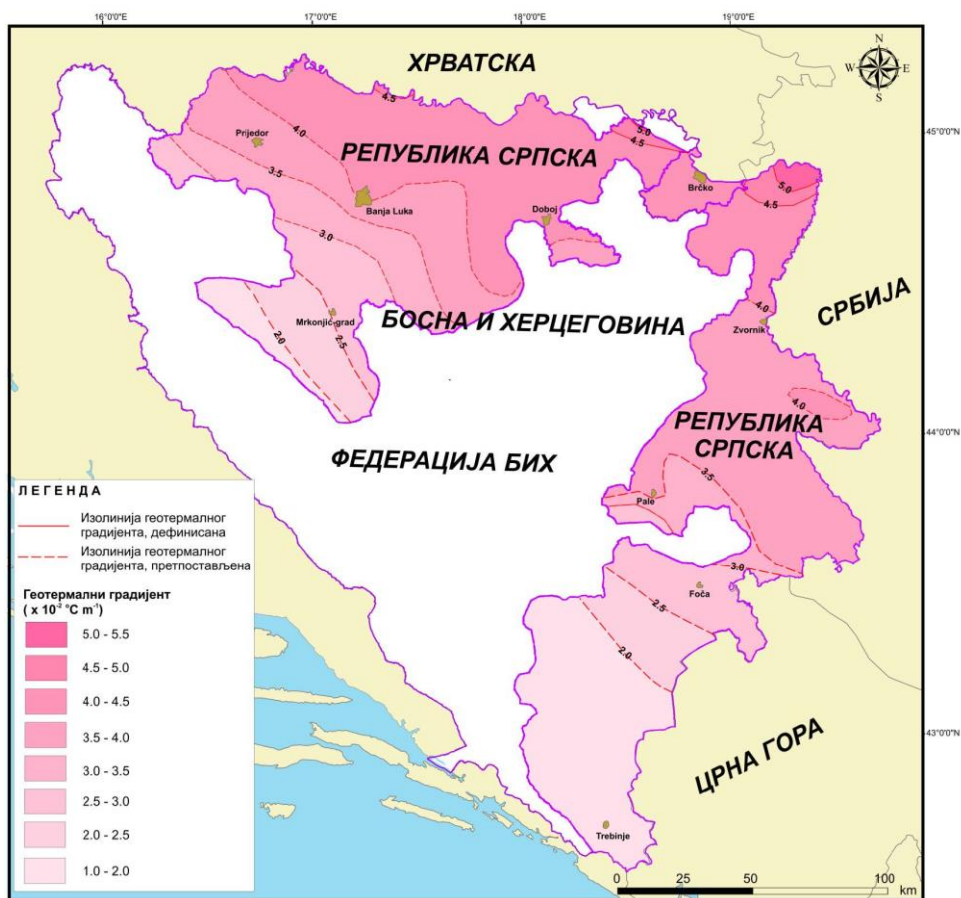 16°0'0"E 17°0'0"E 18°0'0"E 19°0'0"E
ХРВАТСКА
N
W E
S
4.5
5.0
4.5
45°0'0"N
4.0
Prijedor
РЕПУБЛИКА СРПСКА
3.5
Brčko
5.0
4.5
Banja Luka
Doboj
3.0
СРБИЈА
4.0
Zvornik
Mrkonjić-grad
БОСНА И ХЕРЦЕГОВИНА
2.0
2.5
4.0
РЕПУБЛИКА
СРПСКА
44°0'0"N
ФЕДЕРАЦИЈА БИХ
3.5
Pale
3.0
Foča
2.5
2.0
43°0'0"N
ЦРНА ГОРА
Trebinje
ЛЕГЕНДА
Изолинија геотермалног
градијента, дефинисана
Изолинија геотермалног
градијента, претпостављена
Геотермални градијент
( x 10⁻² °C m⁻¹)
5.0 - 5.5
4.5 - 5.0
4.0 - 4.5
3.5 - 4.0
3.0 - 3.5
2.5 - 3.0
2.0 - 2.5
1.0 - 2.0
0 25 50 100
km